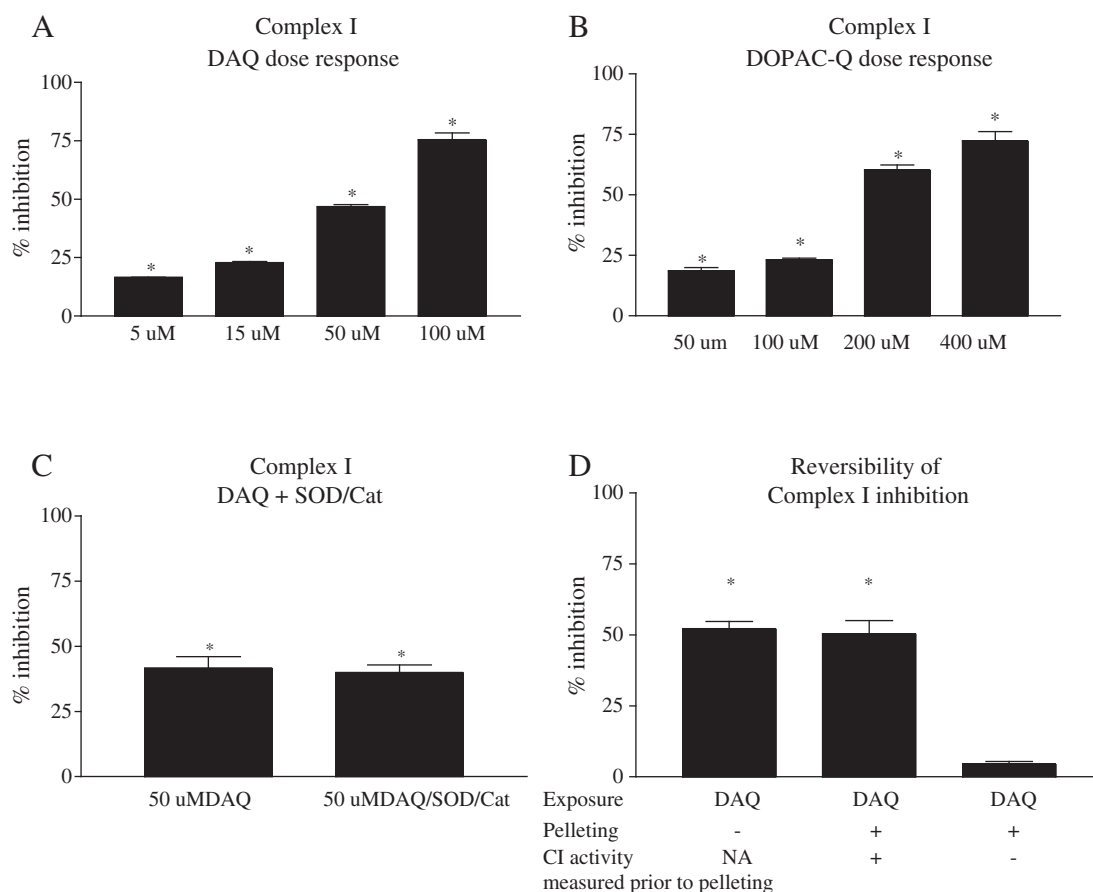 A
Complex I
DAQ dose response
% inhibition
100
75
50
25
0
*
*
*
*
5 uM 15 uM 50 uM 100 uM
B
Complex I
DOPAC-Q dose response
% inhibition
100
75
50
25
0
*
*
*
*
50 um 100 uM 200 uM 400 uM
C
Complex I
DAQ + SOD/Cat
% inhibition
100
75
50
25
0
*
*
50 uMDAQ 50 uMDAQ/SOD/Cat
D
Reversibility of
Complex I inhibition
% inhibition
100
75
50
25
0
*
*
Exposure DAQ DAQ DAQ
Pelleting - + +
CI activity NA + -
measured prior to pelleting